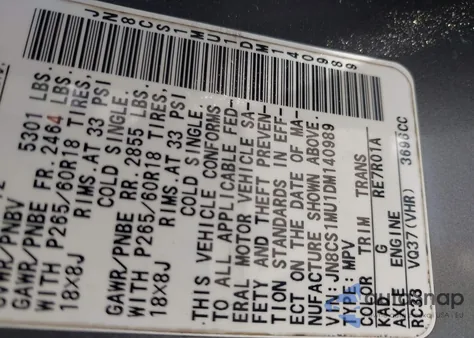 JN8CS1MU1DM140989
GVWR/PNBV 5301 LBS.
GAWR/PNBE FR. 2464 LBS.
WITH P265/60R18 TIRES,
18X8J RIMS.AT 33 PSI
COLD SINGLE.
GAWR/PNBE RR. 2855 LBS.
WITH P265/60R18 TIRES,
18X8J RIMS.AT 33 PSI
COLD SINGLE.
THIS VEHICLE CONFORMS
TO ALL APPLICABLE FED-
ERAL MOTOR VEHICLE SA-
FETY AND THEFT PREVEN-
TION STANDARDS IN EFF-
ECT ON THE DATE OF MA-
NUFACTURE SHOWN ABOVE.
VIN: JN8CS1MU1DM140989
TYPE: MPV
COLOR TRIM TRANS
KAD G RE7R01A
AXLE ENGINE
RC33 VQ37(VHR) 3696CC